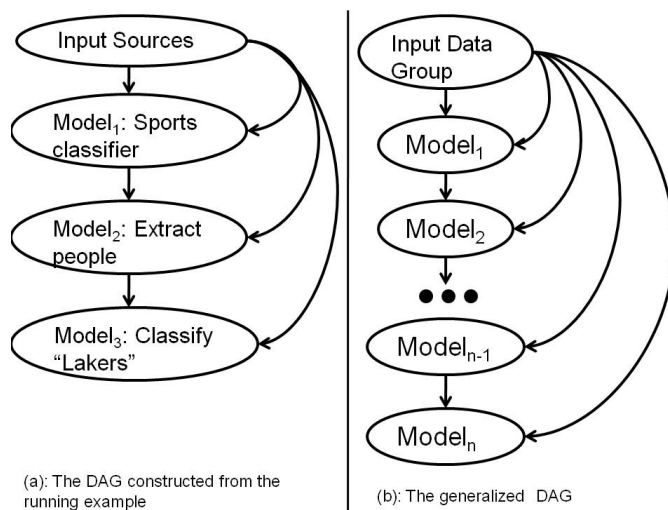 Input Sources
Model₁: Sports
classifier
Model₂: Extract
people
Model₃: Classify
“Lakers”
(a): The DAG constructed from the
running example
Input Data
Group
Model₁
Model₂
Modelₙ₋₁
Modelₙ
(b): The generalized DAG